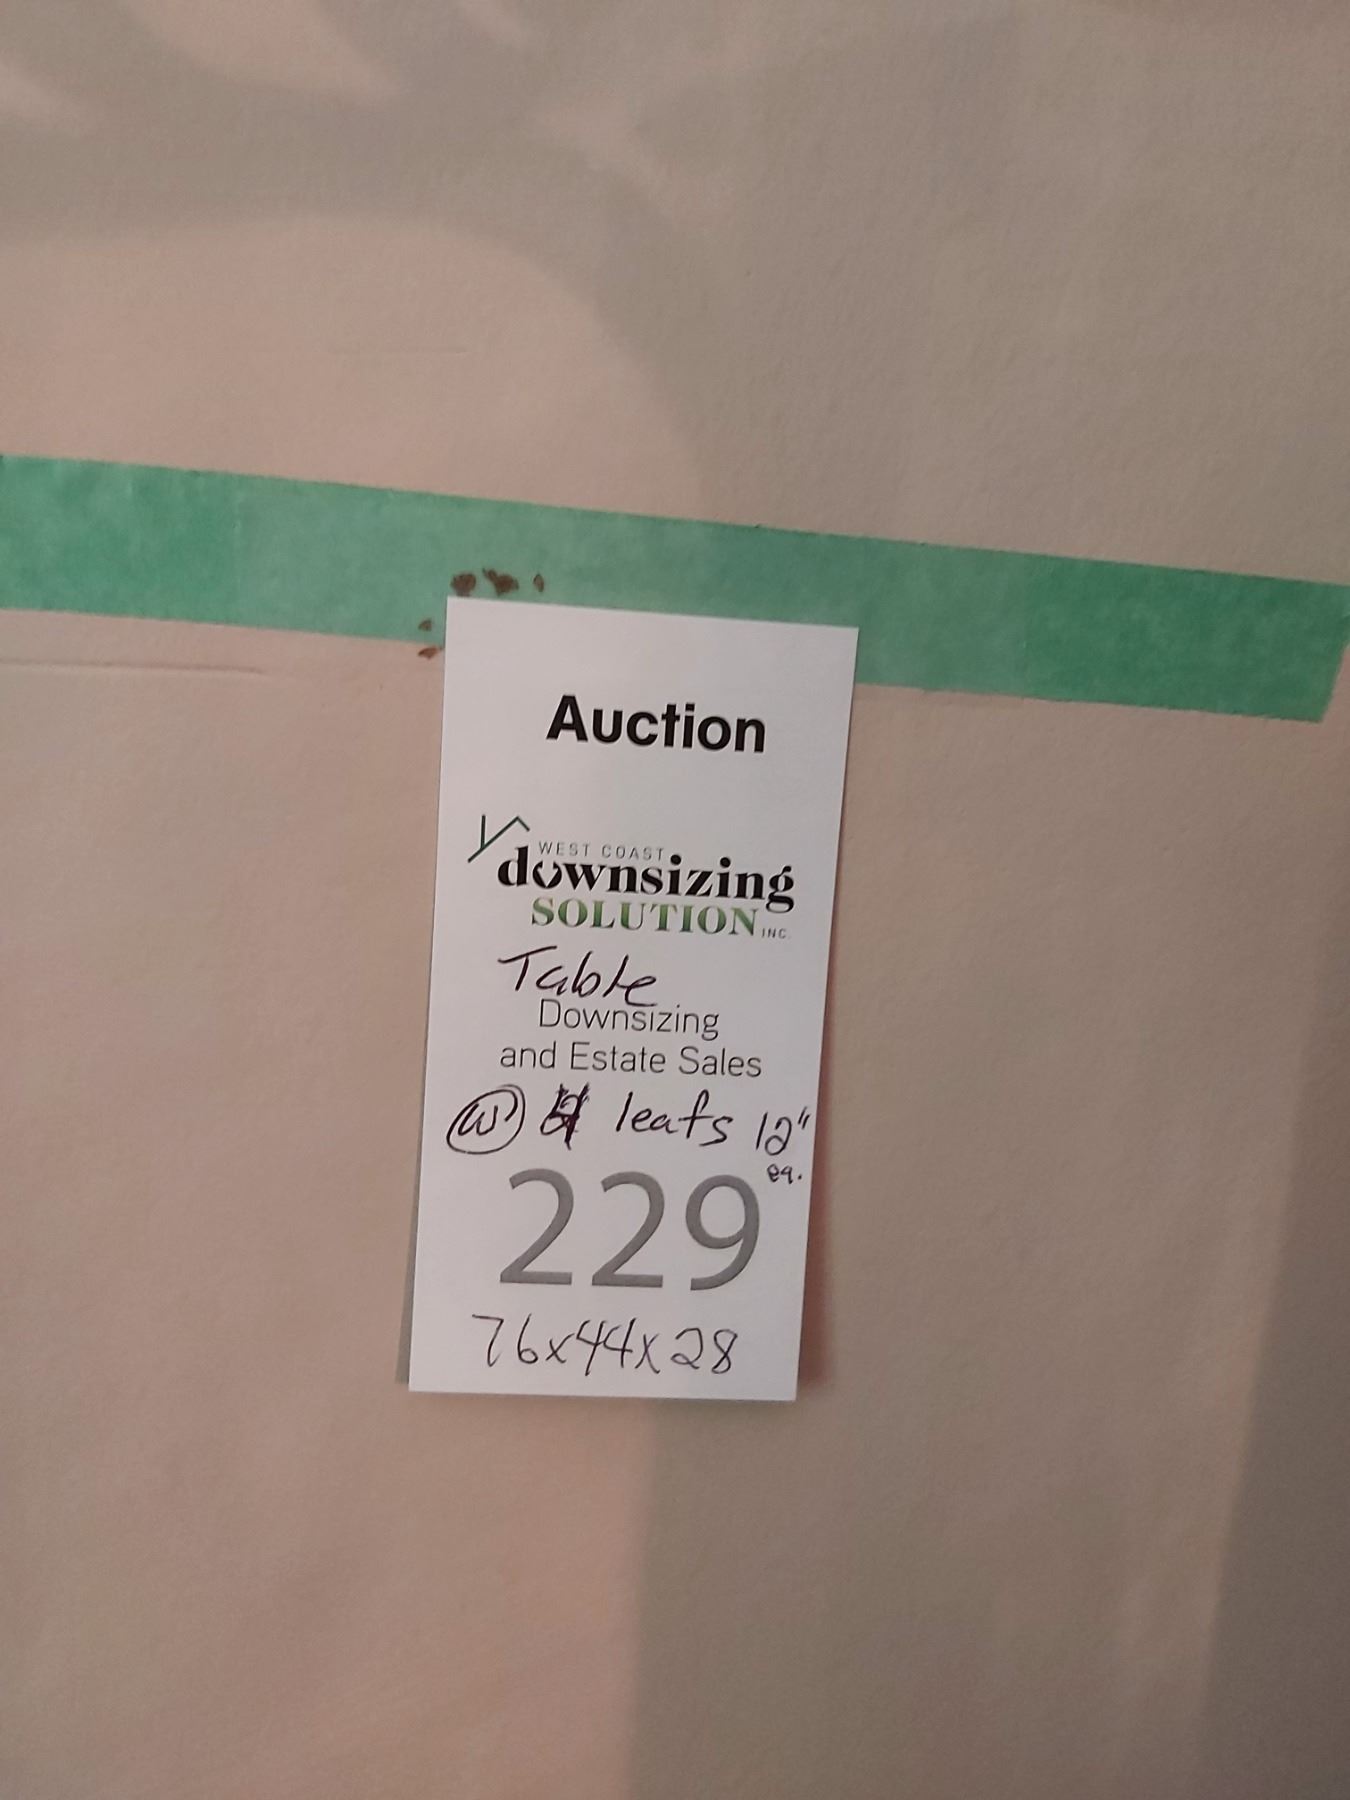 Auction
WEST COAST
downsizing
SOLUTION INC.
Table
Downsizing
and Estate Sales
W leafs 12"
ea.
229
76x44x28